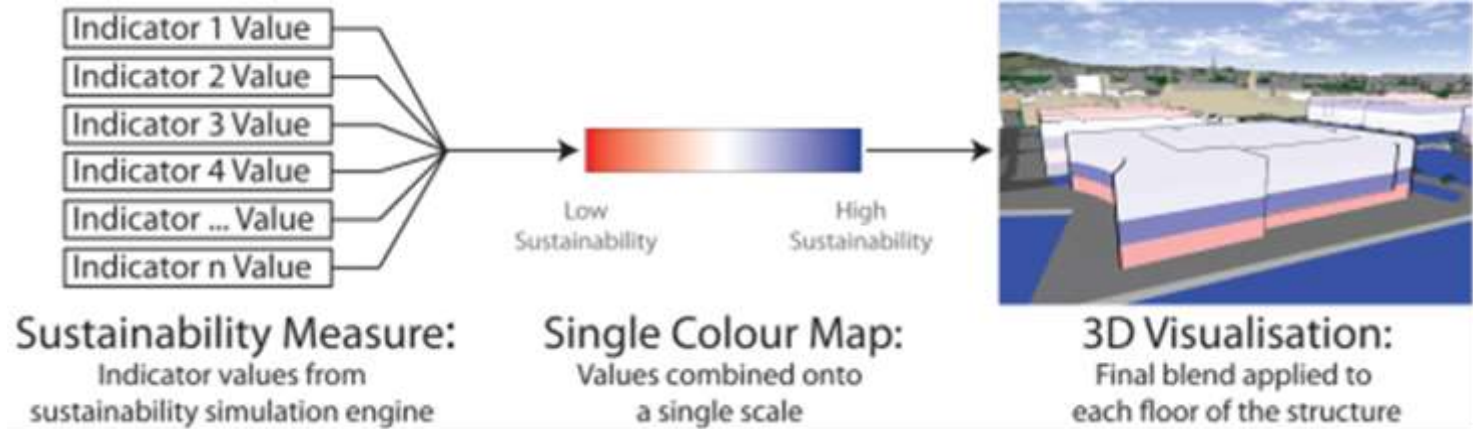 Indicator 1 Value
Indicator 2 Value
Indicator 3 Value
Indicator 4 Value
Indicator ... Value
Indicator n Value
Low
Sustainability
High
Sustainability
Sustainability Measure:
Indicator values from
sustainability simulation engine
Single Colour Map:
Values combined onto
a single scale
3D Visualisation:
Final blend applied to
each floor of the structure